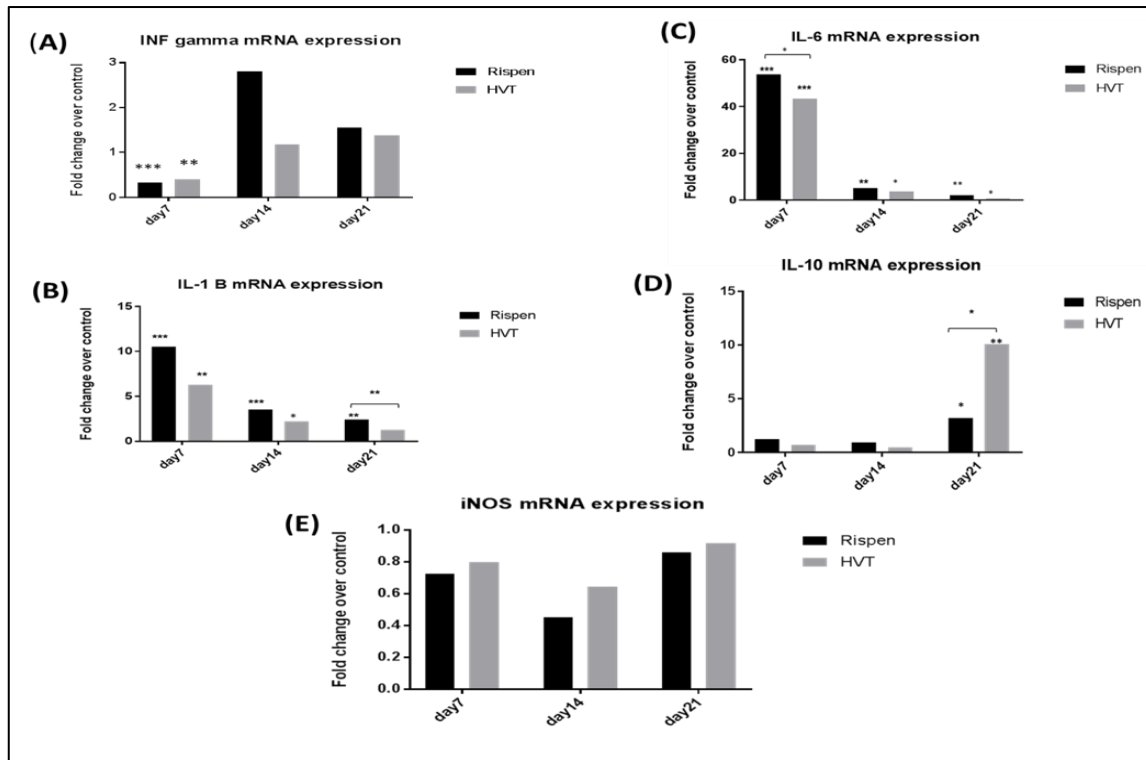 (A)
INF gamma mRNA expression
Fold change over control
3
2
1
0
*** **
day7 day14 day21
Rispen
HVT
(C)
IL-6 mRNA expression
Fold change over control
60
40
20
0
*
*** ***
** *
** *
day7 day14 day21
Rispen
HVT
(B)
IL-1 B mRNA expression
Fold change over control
15
10
5
0
*** **
*** *
**
**
day7 day14 day21
Rispen
HVT
(D)
IL-10 mRNA expression
Fold change over control
15
10
5
0
*
* **
day7 day14 day21
Rispen
HVT
(E)
iNOS mRNA expression
Fold change over control
1.0
0.8
0.6
0.4
0.2
0.0
day7 day14 day21
Rispen
HVT